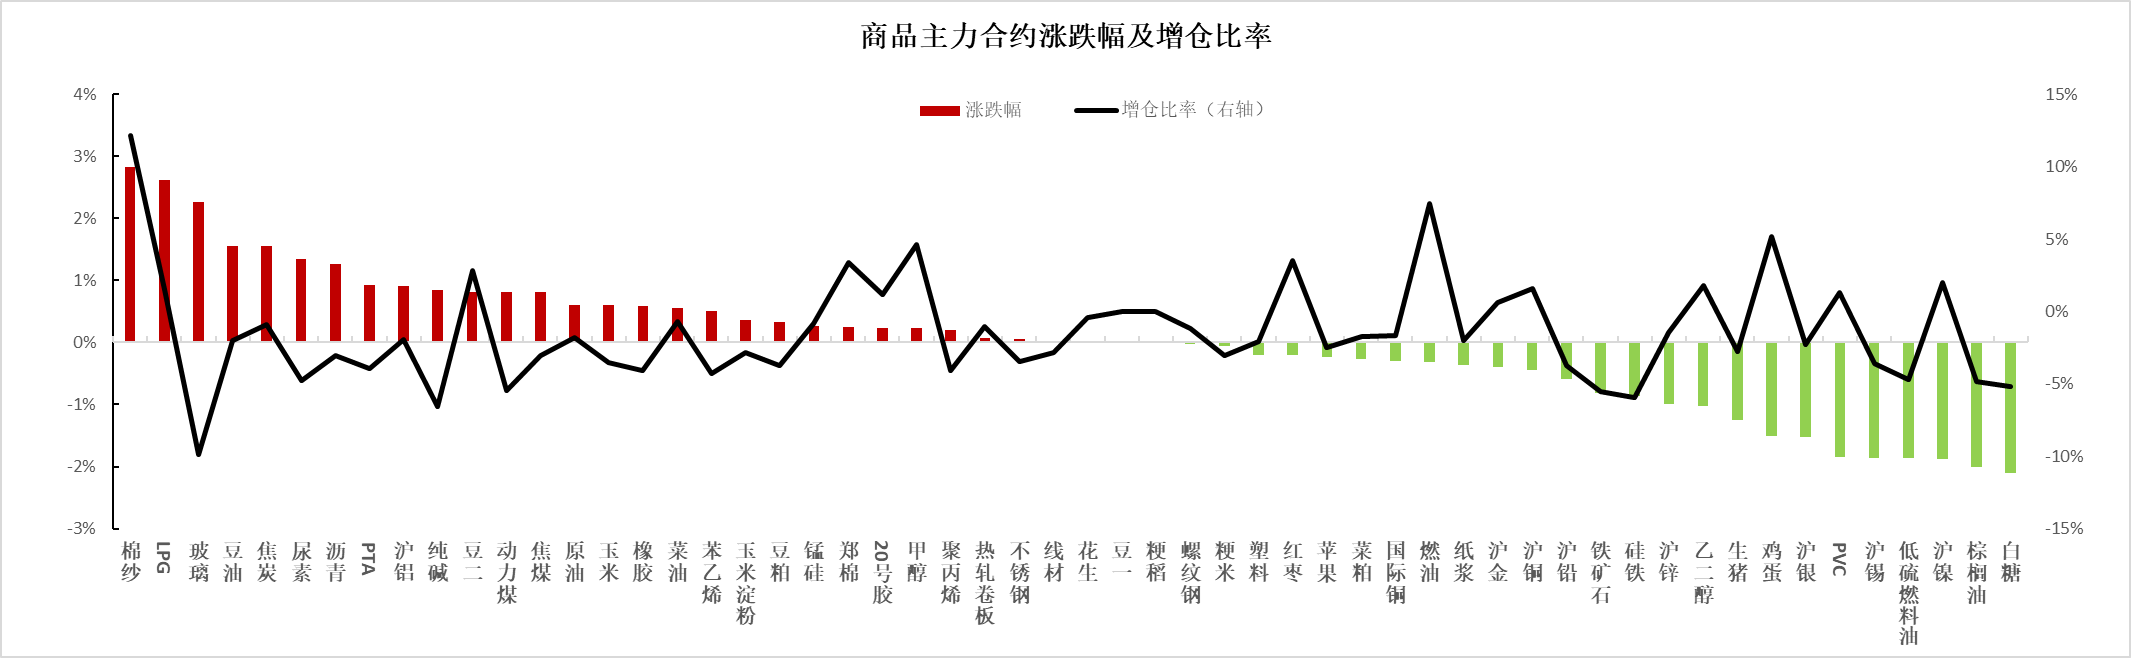 商品主力合约涨跌幅及增仓比率
涨跌幅
增仓比率（右轴）
4%
3%
2%
1%
0%
-1%
-2%
-3%
15%
10%
5%
0%
-5%
-10%
-15%
棉纱
LPG
玻璃
豆油
焦炭
尿素
沥青
PTA
沪铝
纯碱
豆二
动力煤
焦煤
原油
玉米
橡胶
菜油
苯乙烯
玉米淀粉
豆粕
锰硅
郑棉
20号胶
甲醇
聚丙烯
热轧卷板
不锈钢
线材
花生
豆一
粳稻
螺纹钢
粳米
塑料
红枣
苹果
菜粕
国际铜
燃油
纸浆
沪金
沪铜
沪铅
铁矿石
硅铁
沪锌
乙二醇
生猪
鸡蛋
沪银
PVC
沪锡
低硫燃料油
沪镍
棕榈油
白糖